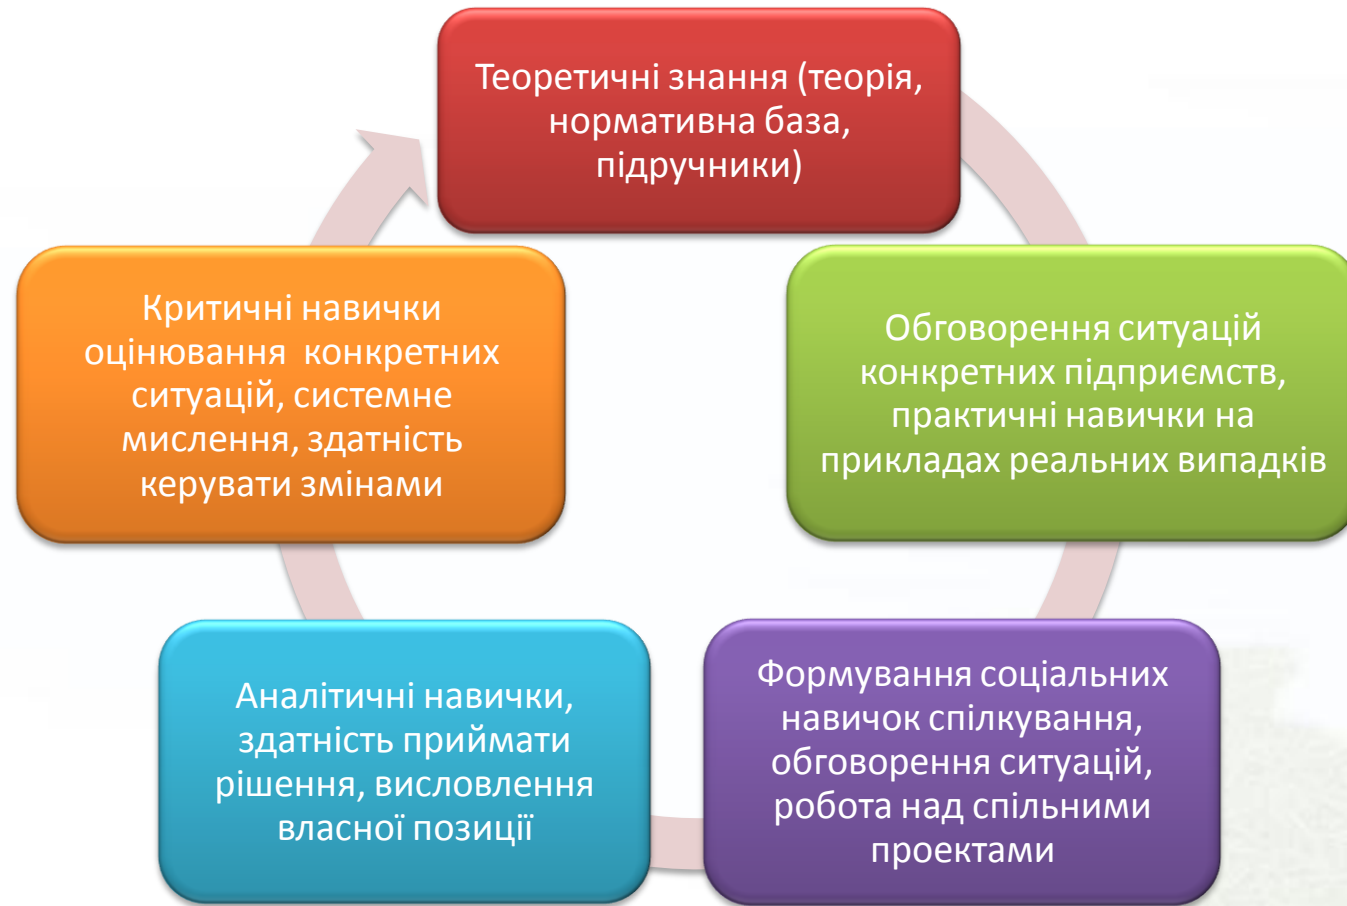 Теоретичні знання (теорія,
нормативна база,
підручники)
Обговорення ситуацій
конкретних підприємств,
практичні навички на
прикладах реальних випадків
Формування соціальних
навичок спілкування,
обговорення ситуацій,
робота над спільними
проектами
Аналітичні навички,
здатність приймати
рішення, висловлення
власної позиції
Критичні навички
оцінювання  конкретних
ситуацій, системне
мислення, здатність
керувати змінами